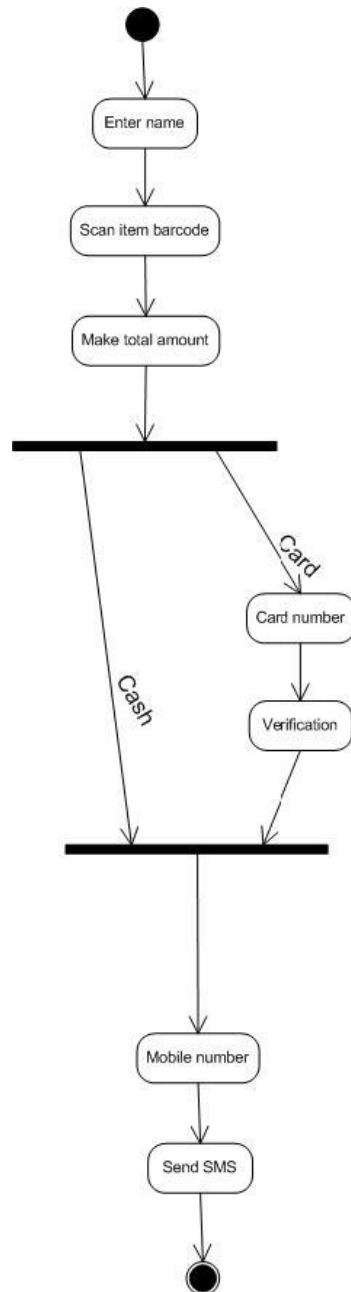 Enter name
Scan item barcode
Make total amount
Card
Card number
Cash
Verification
Mobile number
Send SMS